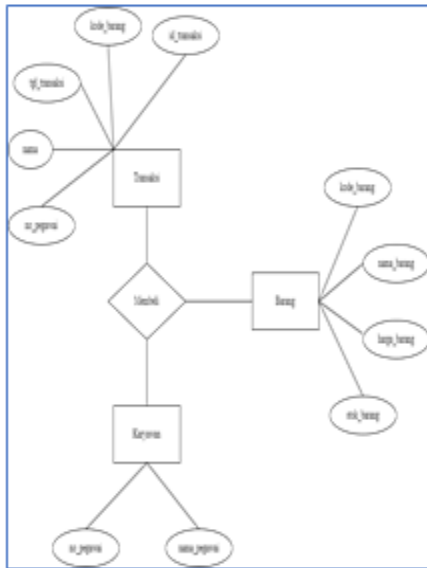 kode_barang
id_transaksi
tgl_transaksi
nama
no_pegawai
Transaksi
kode_barang
nama_barang
Membeli
Barang
harga_barang
stok_barang
Karyawan
no_pegawai
nama_pegawai